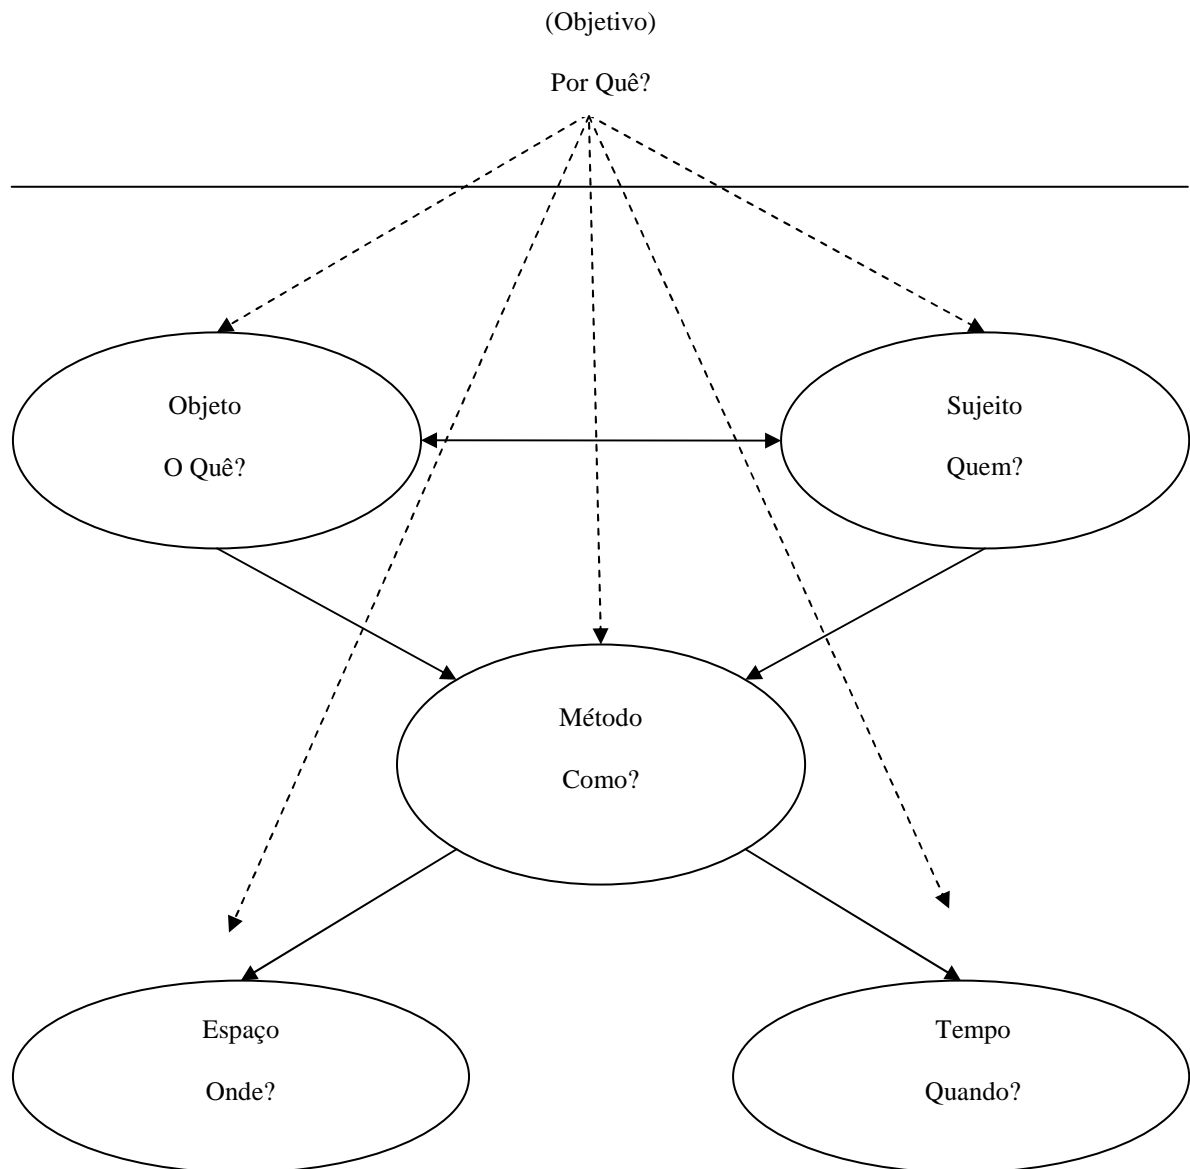 (Objetivo)
Por Quê?
Objeto
O Quê?
Sujeito
Quem?
Método
Como?
Espaço
Onde?
Tempo
Quando?